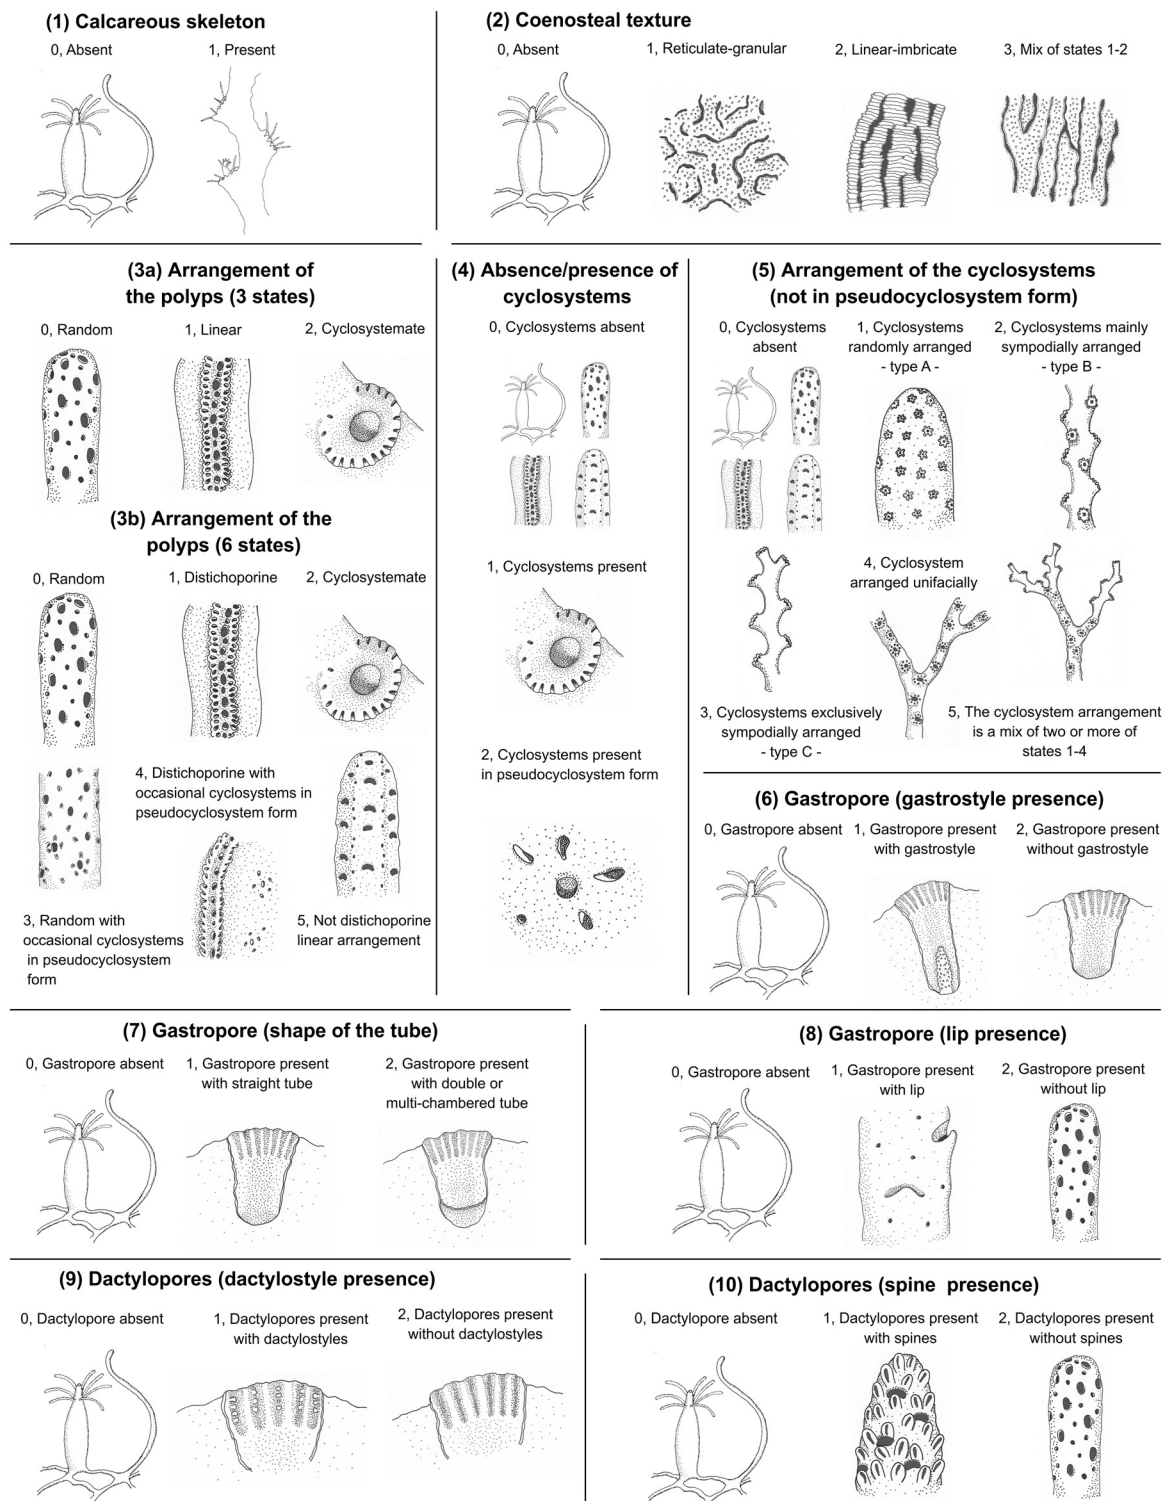 (1) Calcareous skeleton
0, Absent
1, Present
(2) Coenosteal texture
0, Absent
1, Reticulate-granular
2, Linear-imbricate
3, Mix of states 1-2
(3a) Arrangement of
the polyps (3 states)
0, Random
1, Linear
2, Cyclosystemate
(3b) Arrangement of the
polyps (6 states)
0, Random
1, Distichoporine
2, Cyclosystemate
4, Distichoporine with
occasional cyclosystems in
pseudocyclosystem form
3, Random with
occasional cyclosystems
in pseudocyclosystem
form
5, Not distichoporine
linear arrangement
(4) Absence/presence of
cyclosystems
0, Cyclosystems absent
1, Cyclosystems present
2, Cyclosystems present
in pseudocyclosystem form
(5) Arrangement of the cyclosystems
(not in pseudocyclosystem form)
0, Cyclosystems
absent
1, Cyclosystems
randomly arranged
- type A -
2, Cyclosystems mainly
sympodially arranged
- type B -
4, Cyclosystem
arranged unifacially
3, Cyclosystems exclusively
sympodially arranged
- type C -
5, The cyclosystem arrangement
is a mix of two or more of
states 1-4
(6) Gastropore (gastrostyle presence)
0, Gastropore absent
1, Gastropore present
with gastrostyle
2, Gastropore present
without gastrostyle
(7) Gastropore (shape of the tube)
0, Gastropore absent
1, Gastropore present
with straight tube
2, Gastropore present
with double or
multi-chambered tube
(8) Gastropore (lip presence)
0, Gastropore absent
1, Gastropore present
with lip
2, Gastropore present
without lip
(9) Dactylopores (dactylostyle presence)
0, Dactylopore absent
1, Dactylopores present
with dactylostyles
2, Dactylopores present
without dactylostyles
(10) Dactylopores (spine presence)
0, Dactylopore absent
1, Dactylopores present
with spines
2, Dactylopores present
without spines